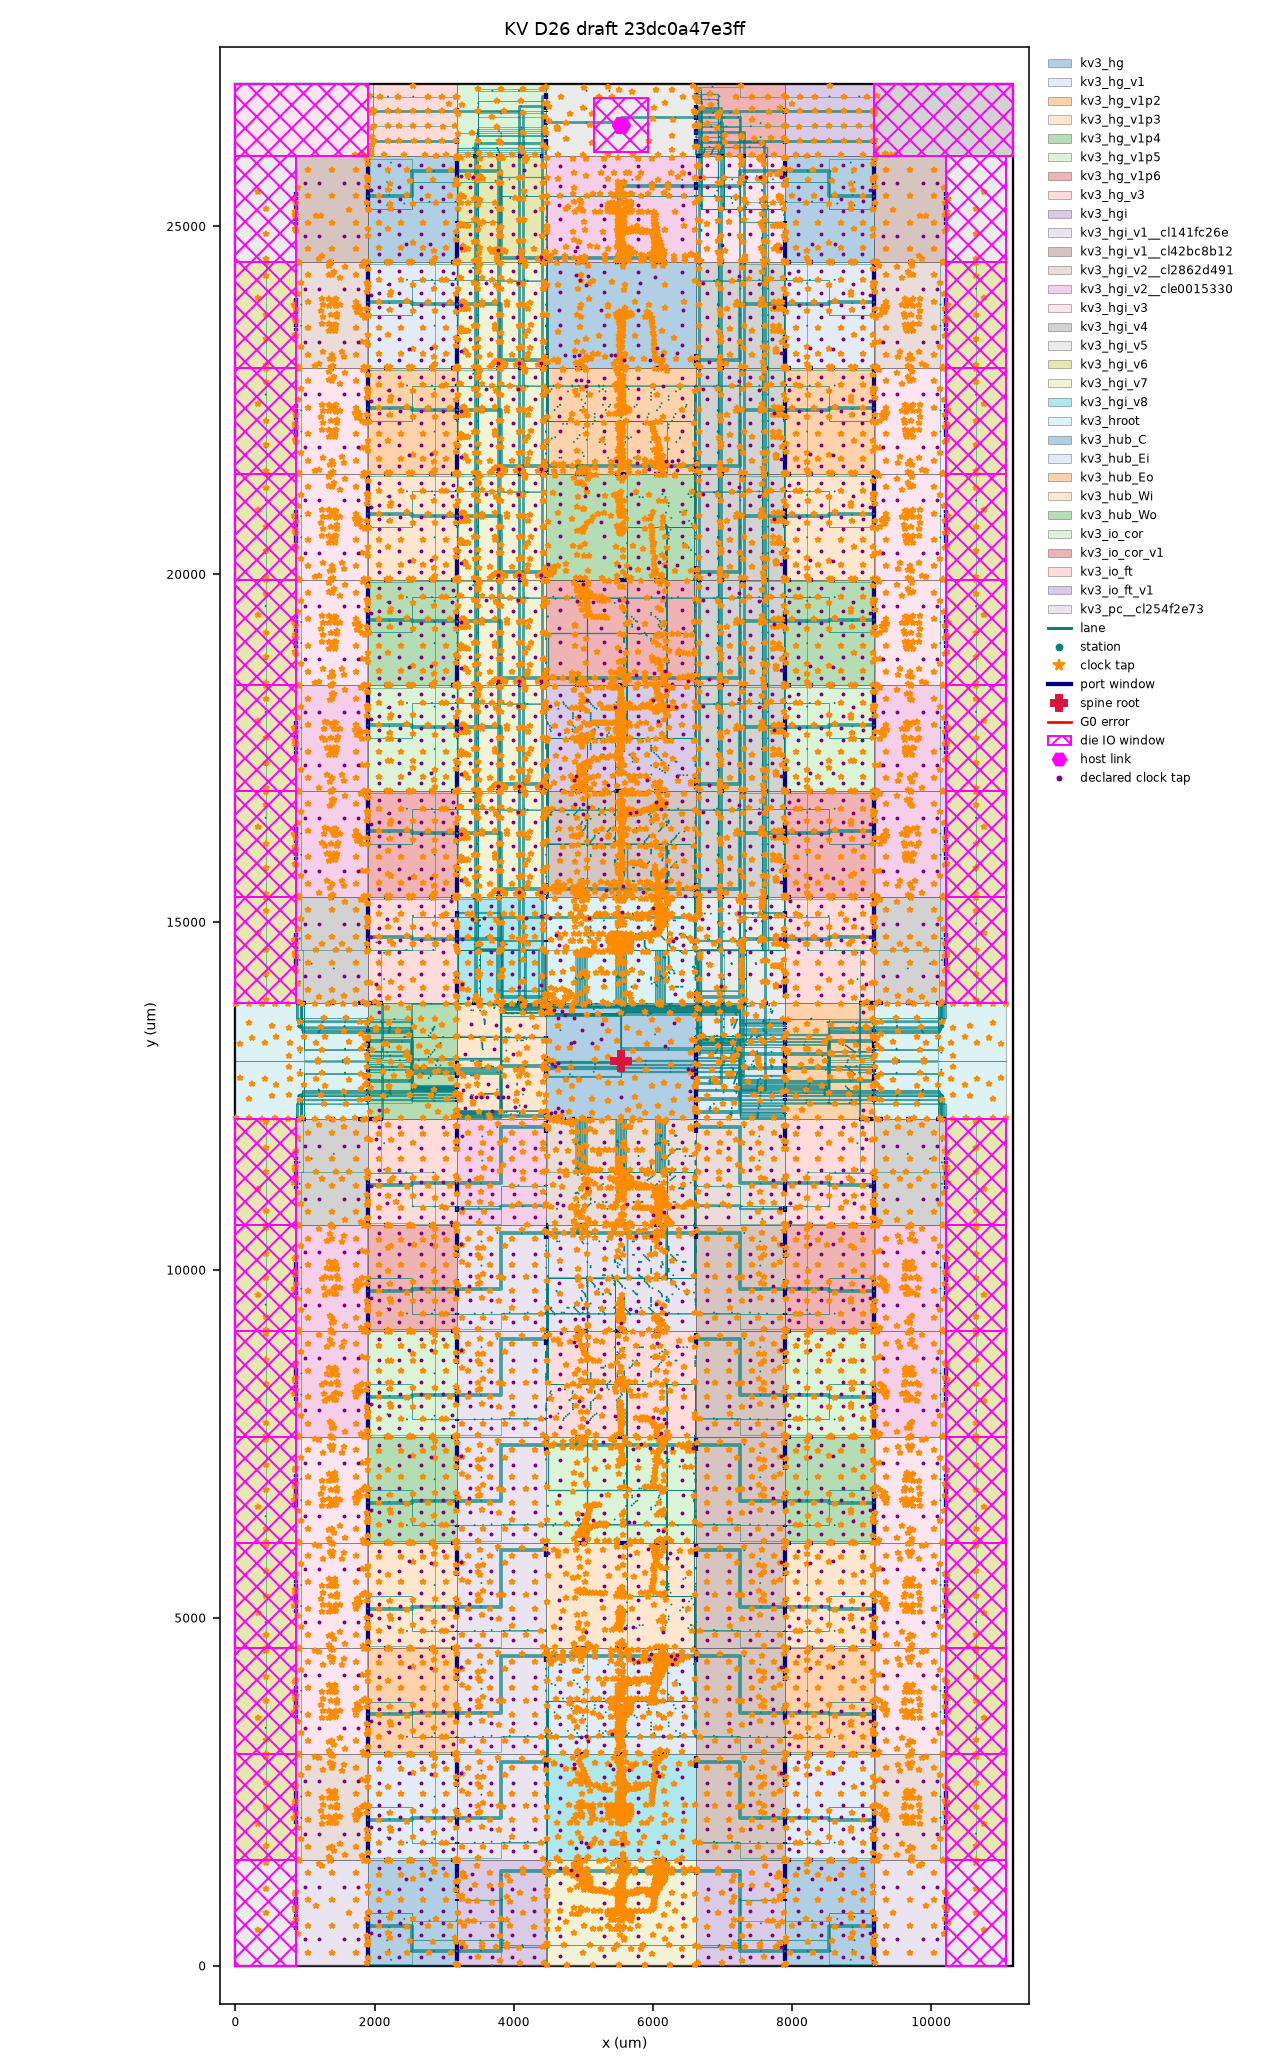 KV D26 draft 23dc0a47e3ff
kv3_hg
kv3_hg_v1
kv3_hg_v1p2
kv3_hg_v1p3
kv3_hg_v1p4
kv3_hg_v1p5
kv3_hg_v1p6
kv3_hg_v3
kv3_hgi
kv3_hgi_v1__cl141fc26e
kv3_hgi_v1__cl42bc8b12
kv3_hgi_v2__cl2862d491
kv3_hgi_v2__cle0015330
kv3_hgi_v3
kv3_hgi_v4
kv3_hgi_v5
kv3_hgi_v6
kv3_hgi_v7
kv3_hgi_v8
kv3_hroot
kv3_hub_C
kv3_hub_Ei
kv3_hub_Eo
kv3_hub_Wi
kv3_hub_Wo
kv3_io_cor
kv3_io_cor_v1
kv3_io_ft
kv3_io_ft_v1
kv3_pc__cl254f2e73
lane
station
clock tap
port window
spine root
G0 error
die IO window
host link
declared clock tap
25000
20000
15000
10000
5000
0
y (um)
0
2000
4000
6000
8000
10000
x (um)